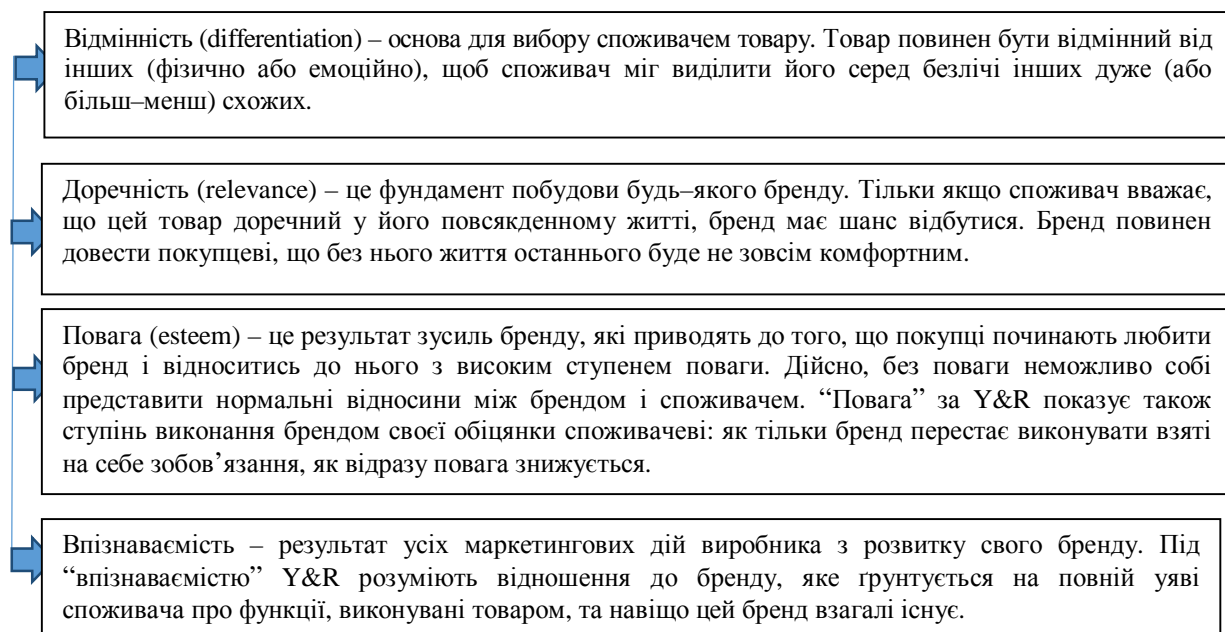 Відмінність (differentiation) – основа для вибору споживачем товару. Товар повинен бути відмінний від
інших (фізично або емоційно), щоб споживач міг виділити його серед безлічі інших дуже (або
більш–менш) схожих.
Доречність (relevance) – це фундамент побудови будь–якого бренду. Тільки якщо споживач вважає,
що цей товар доречний у його повсякденному житті, бренд має шанс відбутися. Бренд повинен
довести покупцеві, що без нього життя останнього буде не зовсім комфортним.
Повага (esteem) – це результат зусиль бренду, які приводять до того, що покупці починають любити
бренд і відноситись до нього з високим ступенем поваги. Дійсно, без поваги неможливо собі
представити нормальні відносини між брендом і споживачем. “Повага” за Y&R показує також
ступінь виконання брендом своєї обіцянки споживачеві: як тільки бренд перестає виконувати взяті
на себе зобов’язання, як відразу повага знижується.
Впізнаваємість – результат усіх маркетингових дій виробника з розвитку свого бренду. Під
“впізнаваємістю” Y&R розуміють відношення до бренду, яке ґрунтується на повній уяві
споживача про функції, виконувані товаром, та навіщо цей бренд взагалі існує.